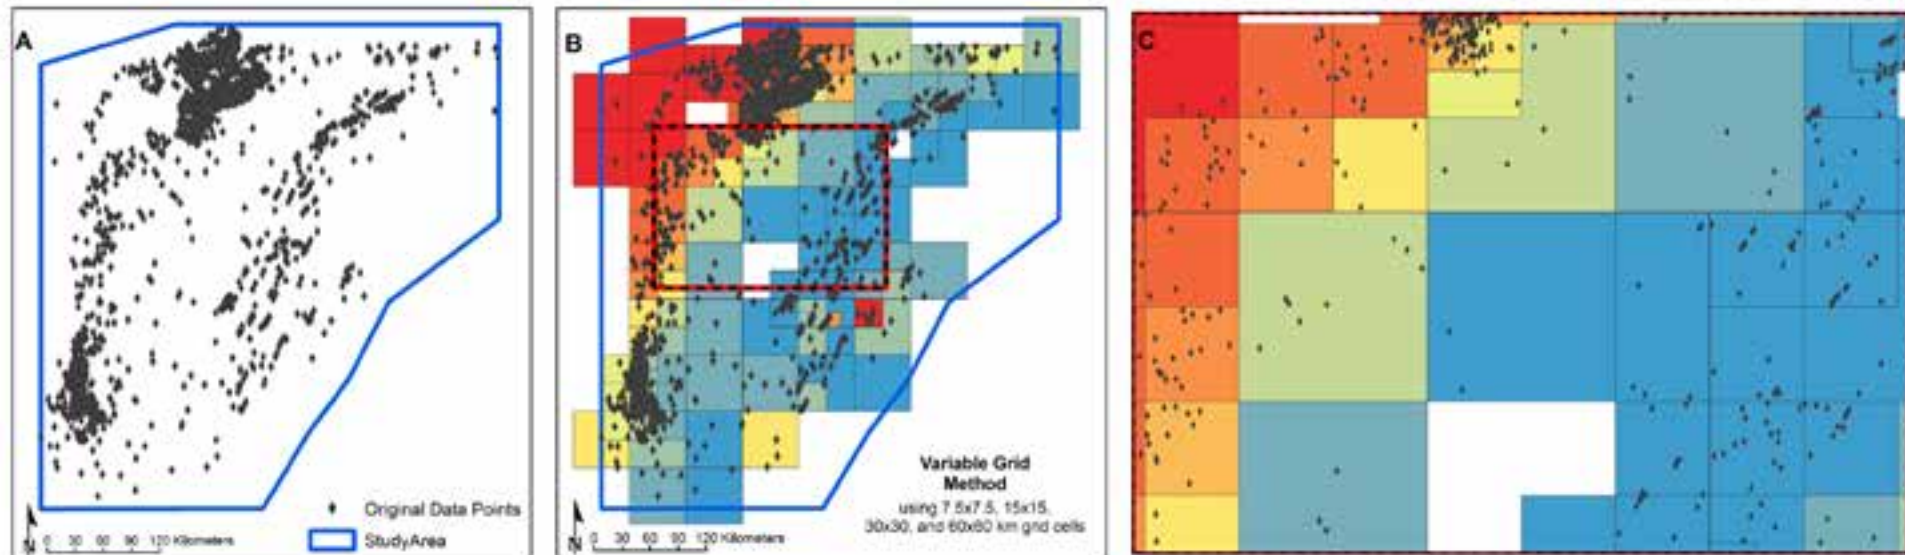 A
Original Data Points
StudyArea
N
0 30 60 90 120 Kilometers
B
Variable Grid
Method
using 7.5x7.5, 15x15,
30x30, and 60x60 km grid cells
N
0 30 60 90 120 Kilometers
C